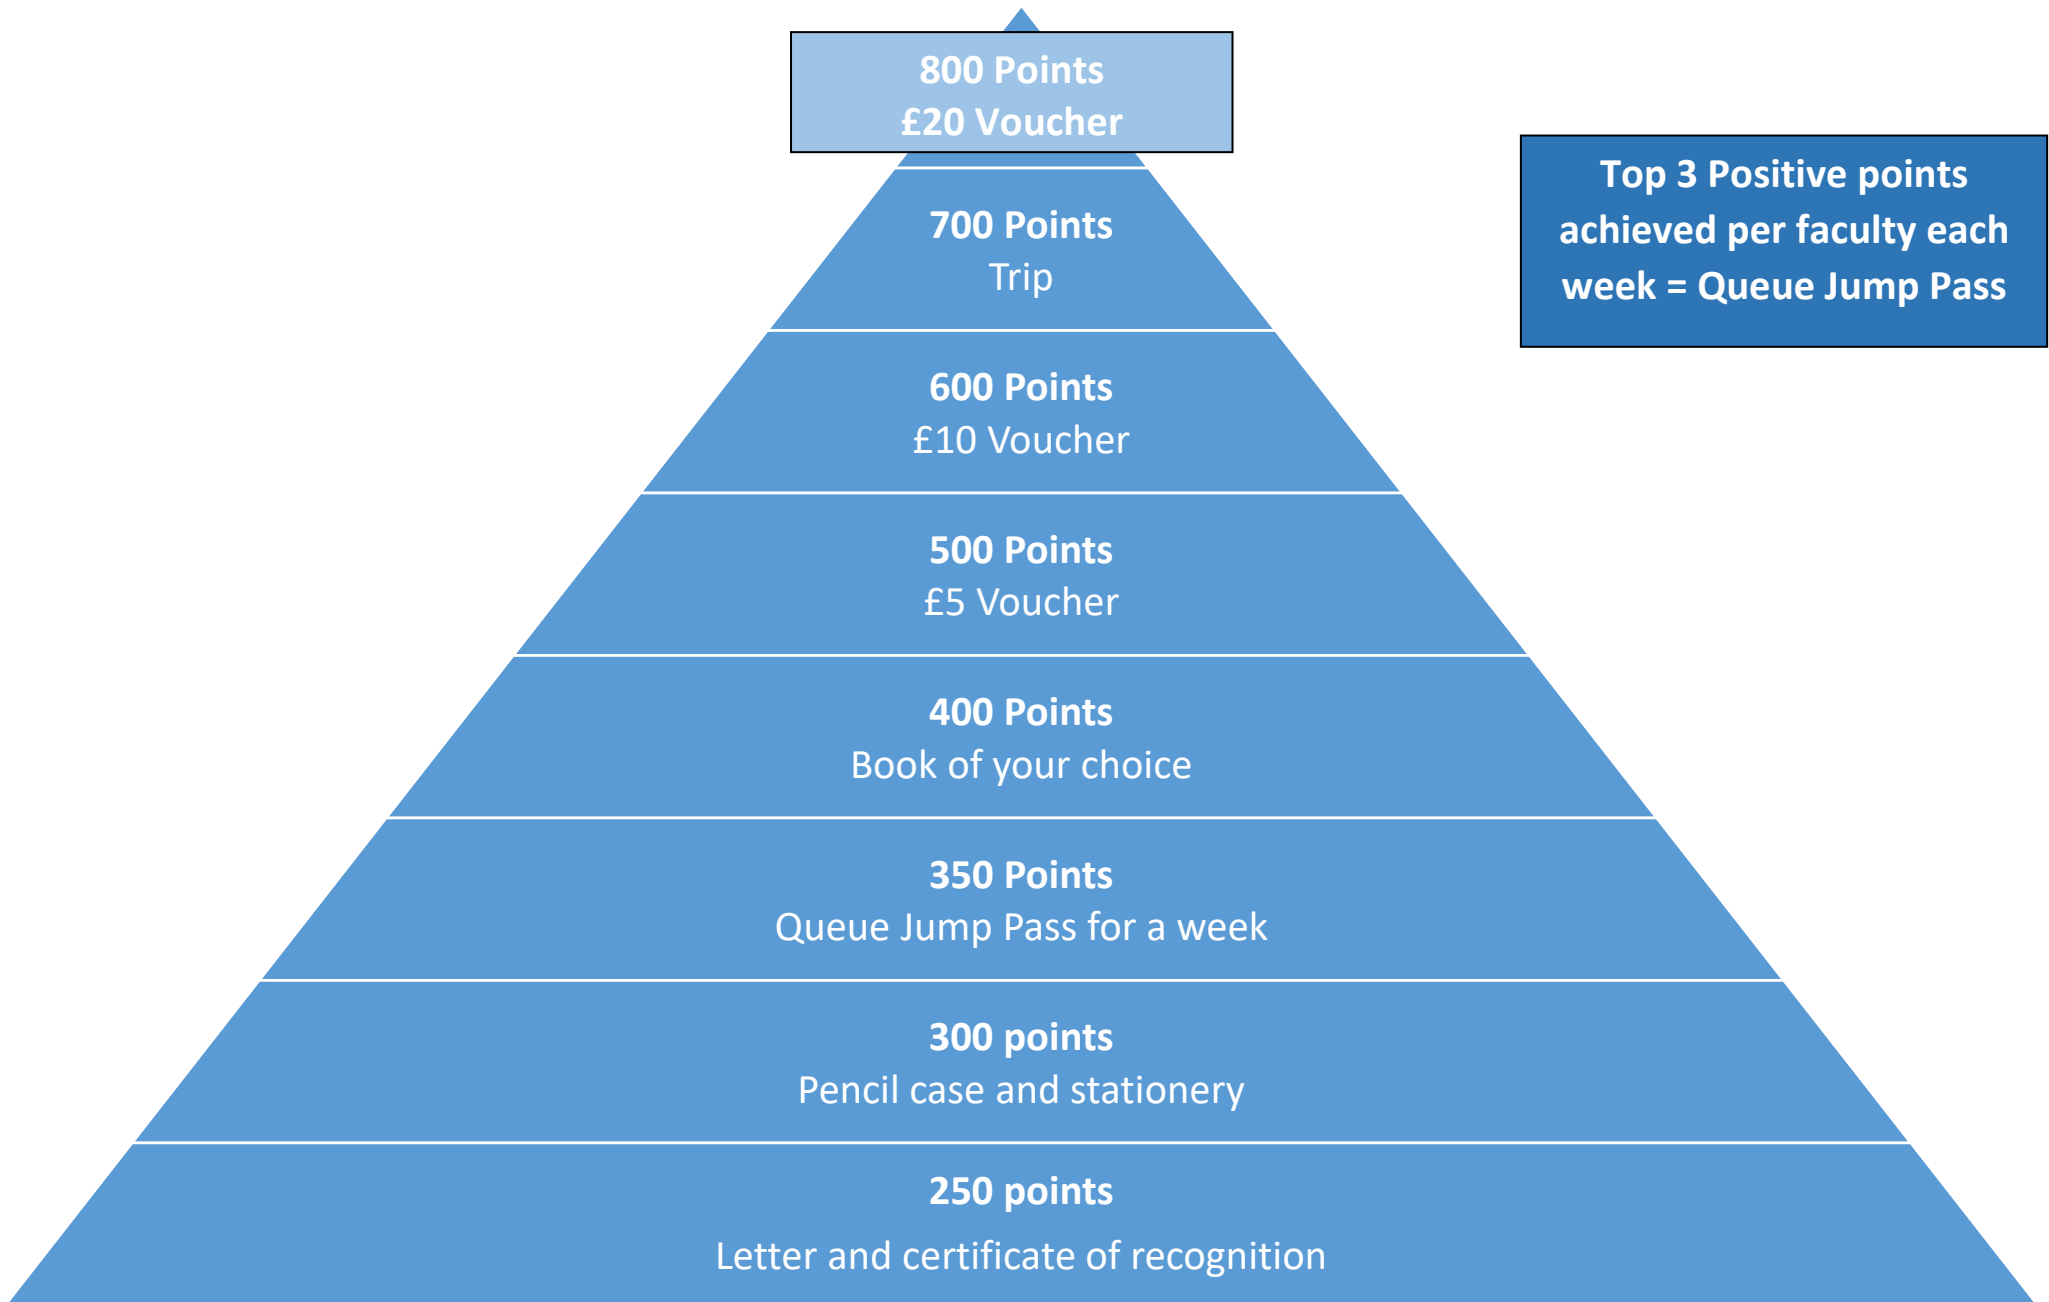 800 Points
£20 Voucher
Top 3 Positive points
achieved per faculty each
week = Queue Jump Pass
700 Points
Trip
600 Points
£10 Voucher
500 Points
£5 Voucher
400 Points
Book of your choice
350 Points
Queue Jump Pass for a week
300 points
Pencil case and stationery
250 points
Letter and certificate of recognition